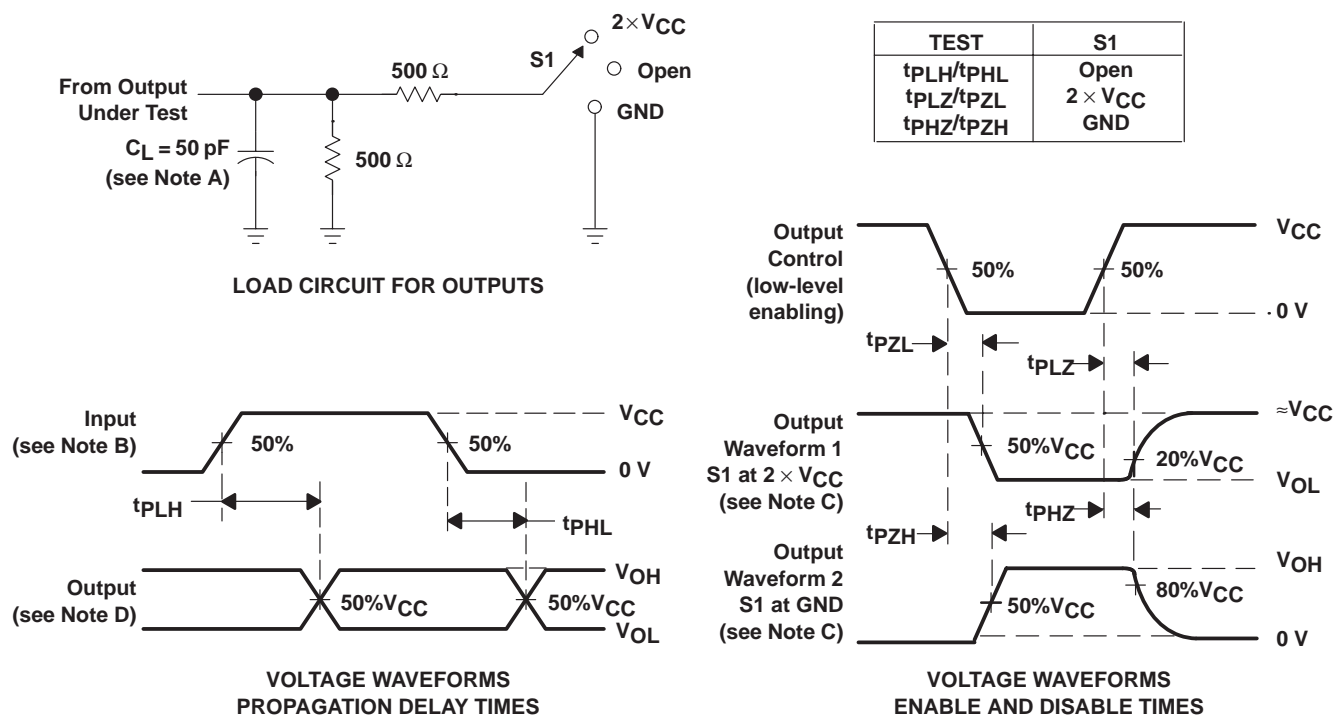 2 × VCC
S1
500 Ω
Open
From Output
Under Test
GND
CL = 50 pF
(see Note A)
500 Ω
LOAD CIRCUIT FOR OUTPUTS
TEST S1
tPLH/tPHL Open
tPLZ/tPZL 2 × VCC
tPHZ/tPZH GND
Output
Control
(low-level
enabling)
VCC
50% 50%
0 V
tPZL
tPLZ
Input
(see Note B)
VCC
50% 50%
0 V
tPLH
tPHL
Output
(see Note D)
VOH
50%VCC 50%VCC
VOL
VOLTAGE WAVEFORMS
PROPAGATION DELAY TIMES
Output
Waveform 1
S1 at 2 × VCC
(see Note C)
≈VCC
50%VCC
20%VCC
VOL
tPHZ
tPZH
Output
Waveform 2
S1 at GND
(see Note C)
VOH
50%VCC
80%VCC
0 V
VOLTAGE WAVEFORMS
ENABLE AND DISABLE TIMES